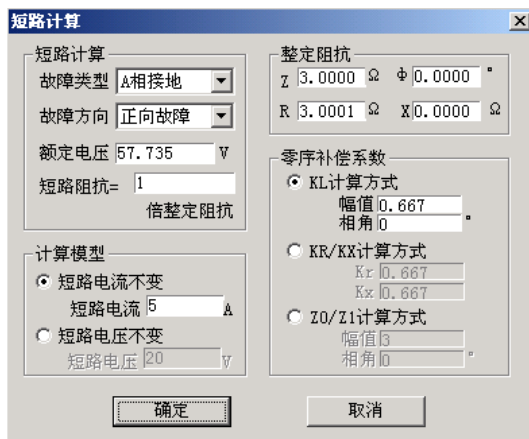 短路计算
短路计算
故障类型 A相接地
故障方向 正向故障
额定电压 57.735 V
短路阻抗= 1
倍整定阻抗
计算模型
短路电流不变
短路电流 5 A
短路电压不变
短路电压 20 V
整定阻抗
Z 3.0000 Ω Φ 0.0000 °
R 3.0001 Ω X 0.0000 Ω
零序补偿系数
KL计算方式
幅值 0.667
相角 0 °
KR/KX计算方式
Kr 0.667
Kx 0.667
Z0/Z1计算方式
幅值 3
相角 0 °
确定
取消